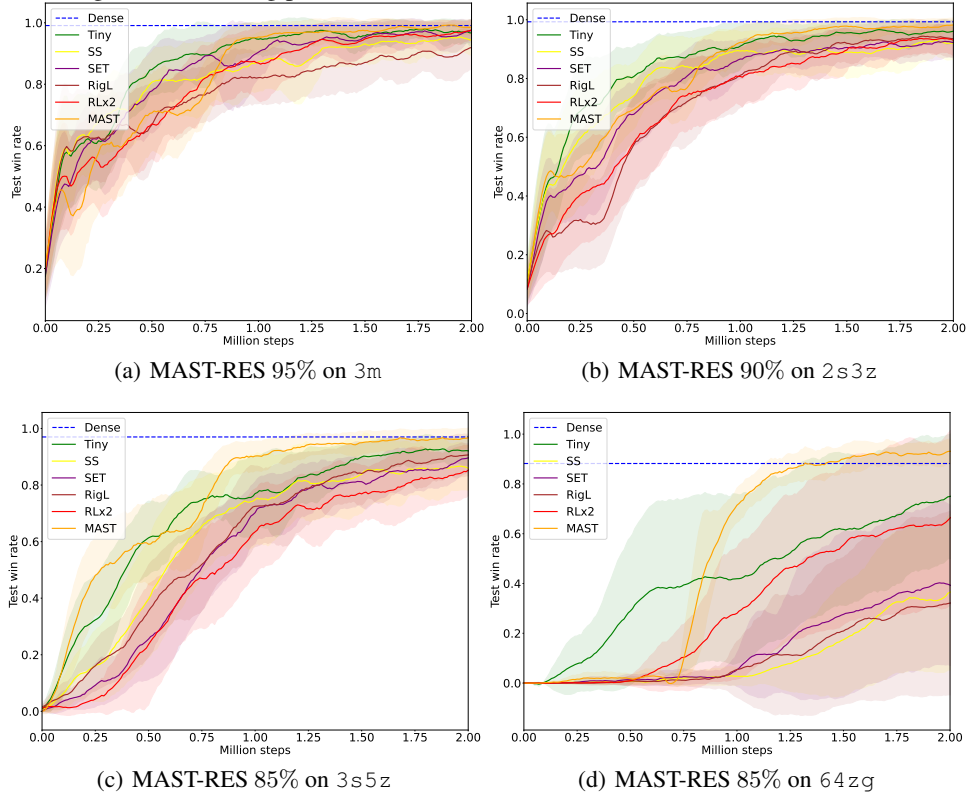 Dense
Tiny
SS
SET
RigL
RLx2
MAST
Test win rate
1.0
0.8
0.6
0.4
0.2
0.00 0.25 0.50 0.75 1.00 1.25 1.50 1.75 2.00
Million steps
(a) MAST-RES 95% on 3m
Dense
Tiny
SS
SET
RigL
RLx2
MAST
Test win rate
1.0
0.8
0.6
0.4
0.2
0.0
0.00 0.25 0.50 0.75 1.00 1.25 1.50 1.75 2.00
Million steps
(b) MAST-RES 90% on 2s3z
Dense
Tiny
SS
SET
RigL
RLx2
MAST
Test win rate
1.0
0.8
0.6
0.4
0.2
0.0
0.00 0.25 0.50 0.75 1.00 1.25 1.50 1.75 2.00
Million steps
(c) MAST-RES 85% on 3s5z
Dense
Tiny
SS
SET
RigL
RLx2
MAST
Test win rate
1.0
0.8
0.6
0.4
0.2
0.0
0.00 0.25 0.50 0.75 1.00 1.25 1.50 1.75 2.00
Million steps
(d) MAST-RES 85% on 64zg